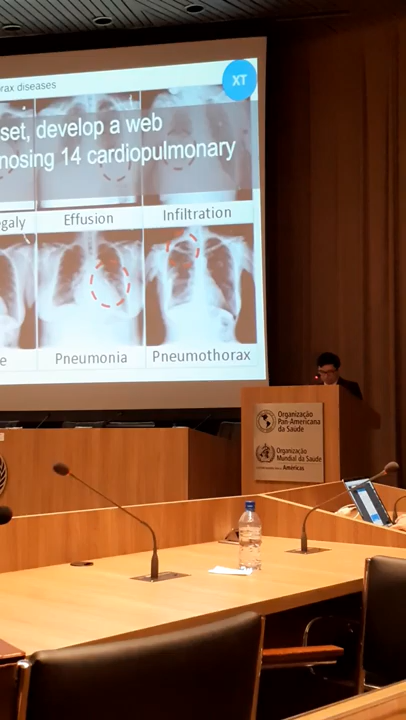 rax diseases
XT
set, develop a web
nosing 14 cardiopulmonary
galy
Effusion
Infiltration
e
Pneumonia
Pneumothorax
Organização
Pan-Americana
da Saúde
Organização
Mundial da Saúde
Américas